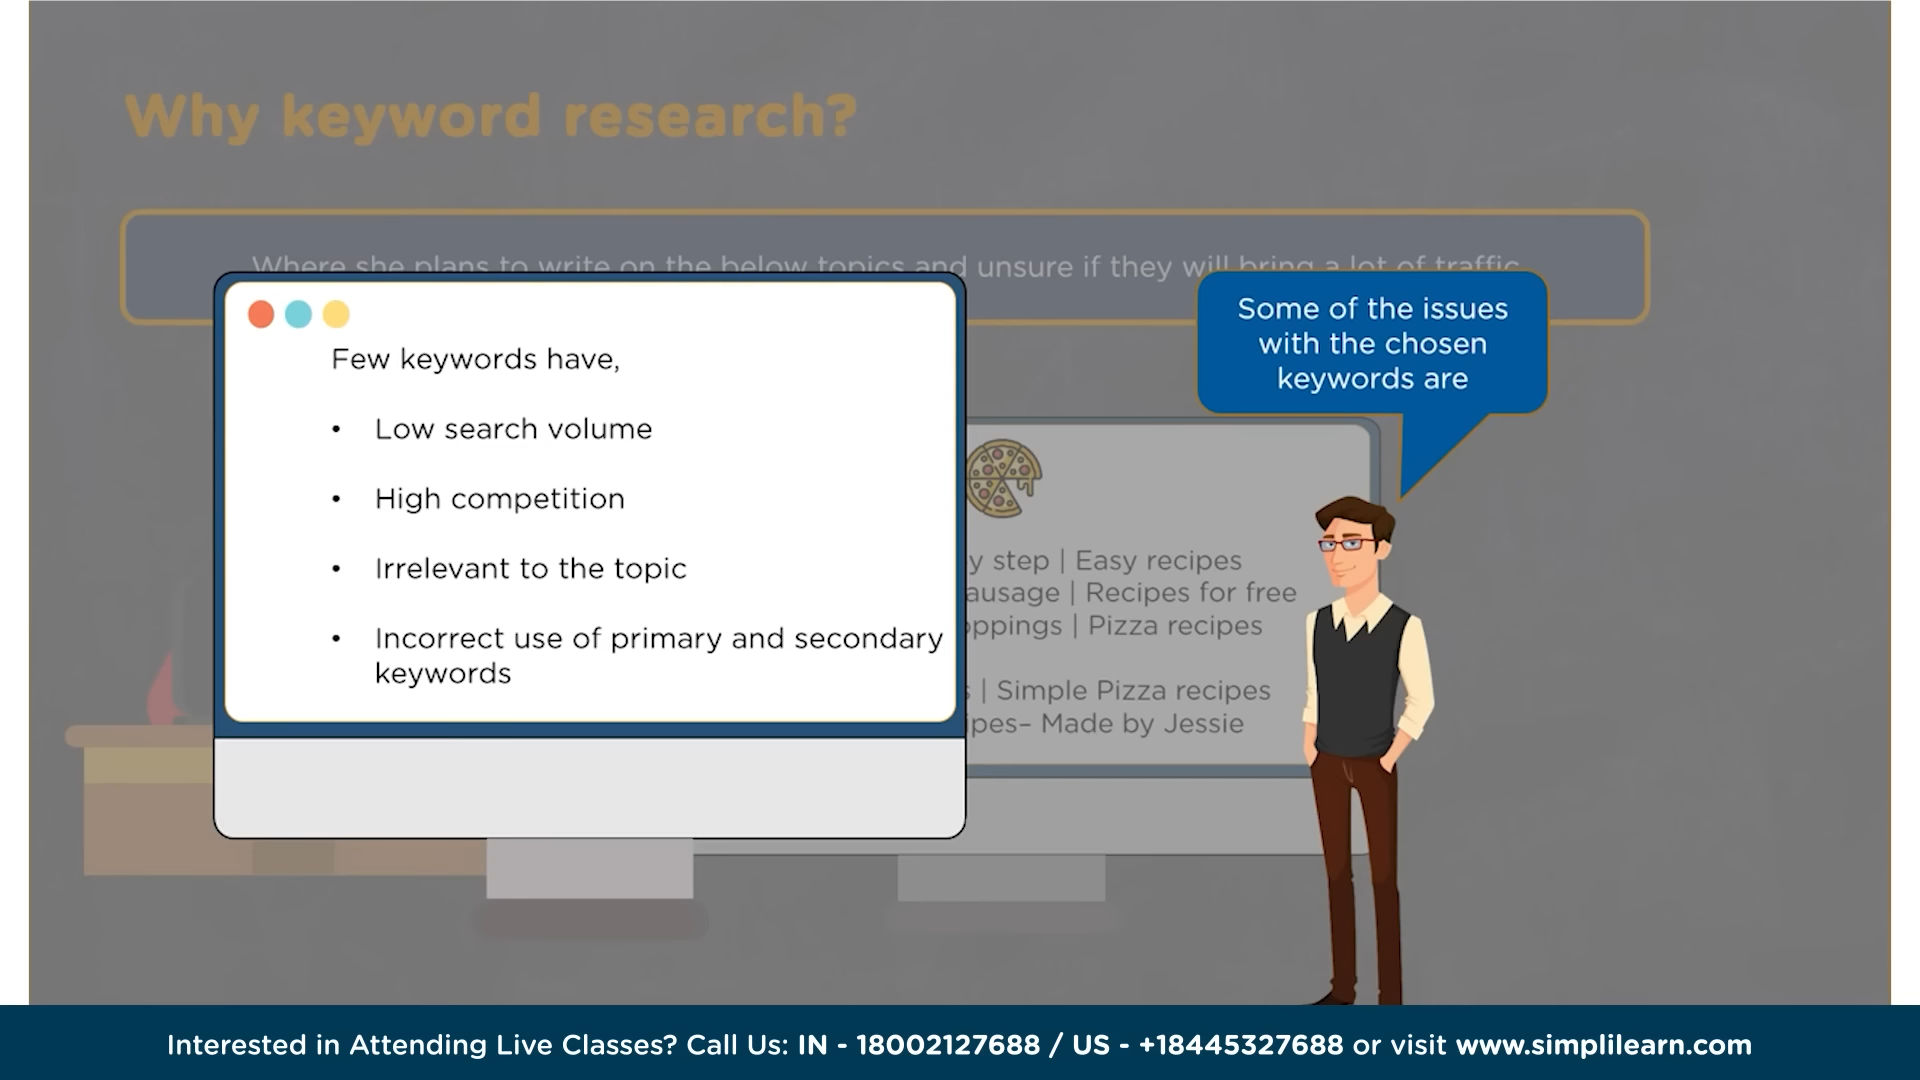 Why keyword research?
Where she plans to write on the below topics and unsure if they will bring a lot of traffic
Some of the issues
with the chosen
keywords are
Few keywords have,
• Low search volume
• High competition
• Irrelevant to the topic
• Incorrect use of primary and secondary
keywords
step | Easy recipes
| Recipes for free
| Pizza recipes
| Simple Pizza recipes
– Made by Jessie
Interested in Attending Live Classes? Call Us: IN - 18002127688 / US - +18445327688 or visit www.simplilearn.com